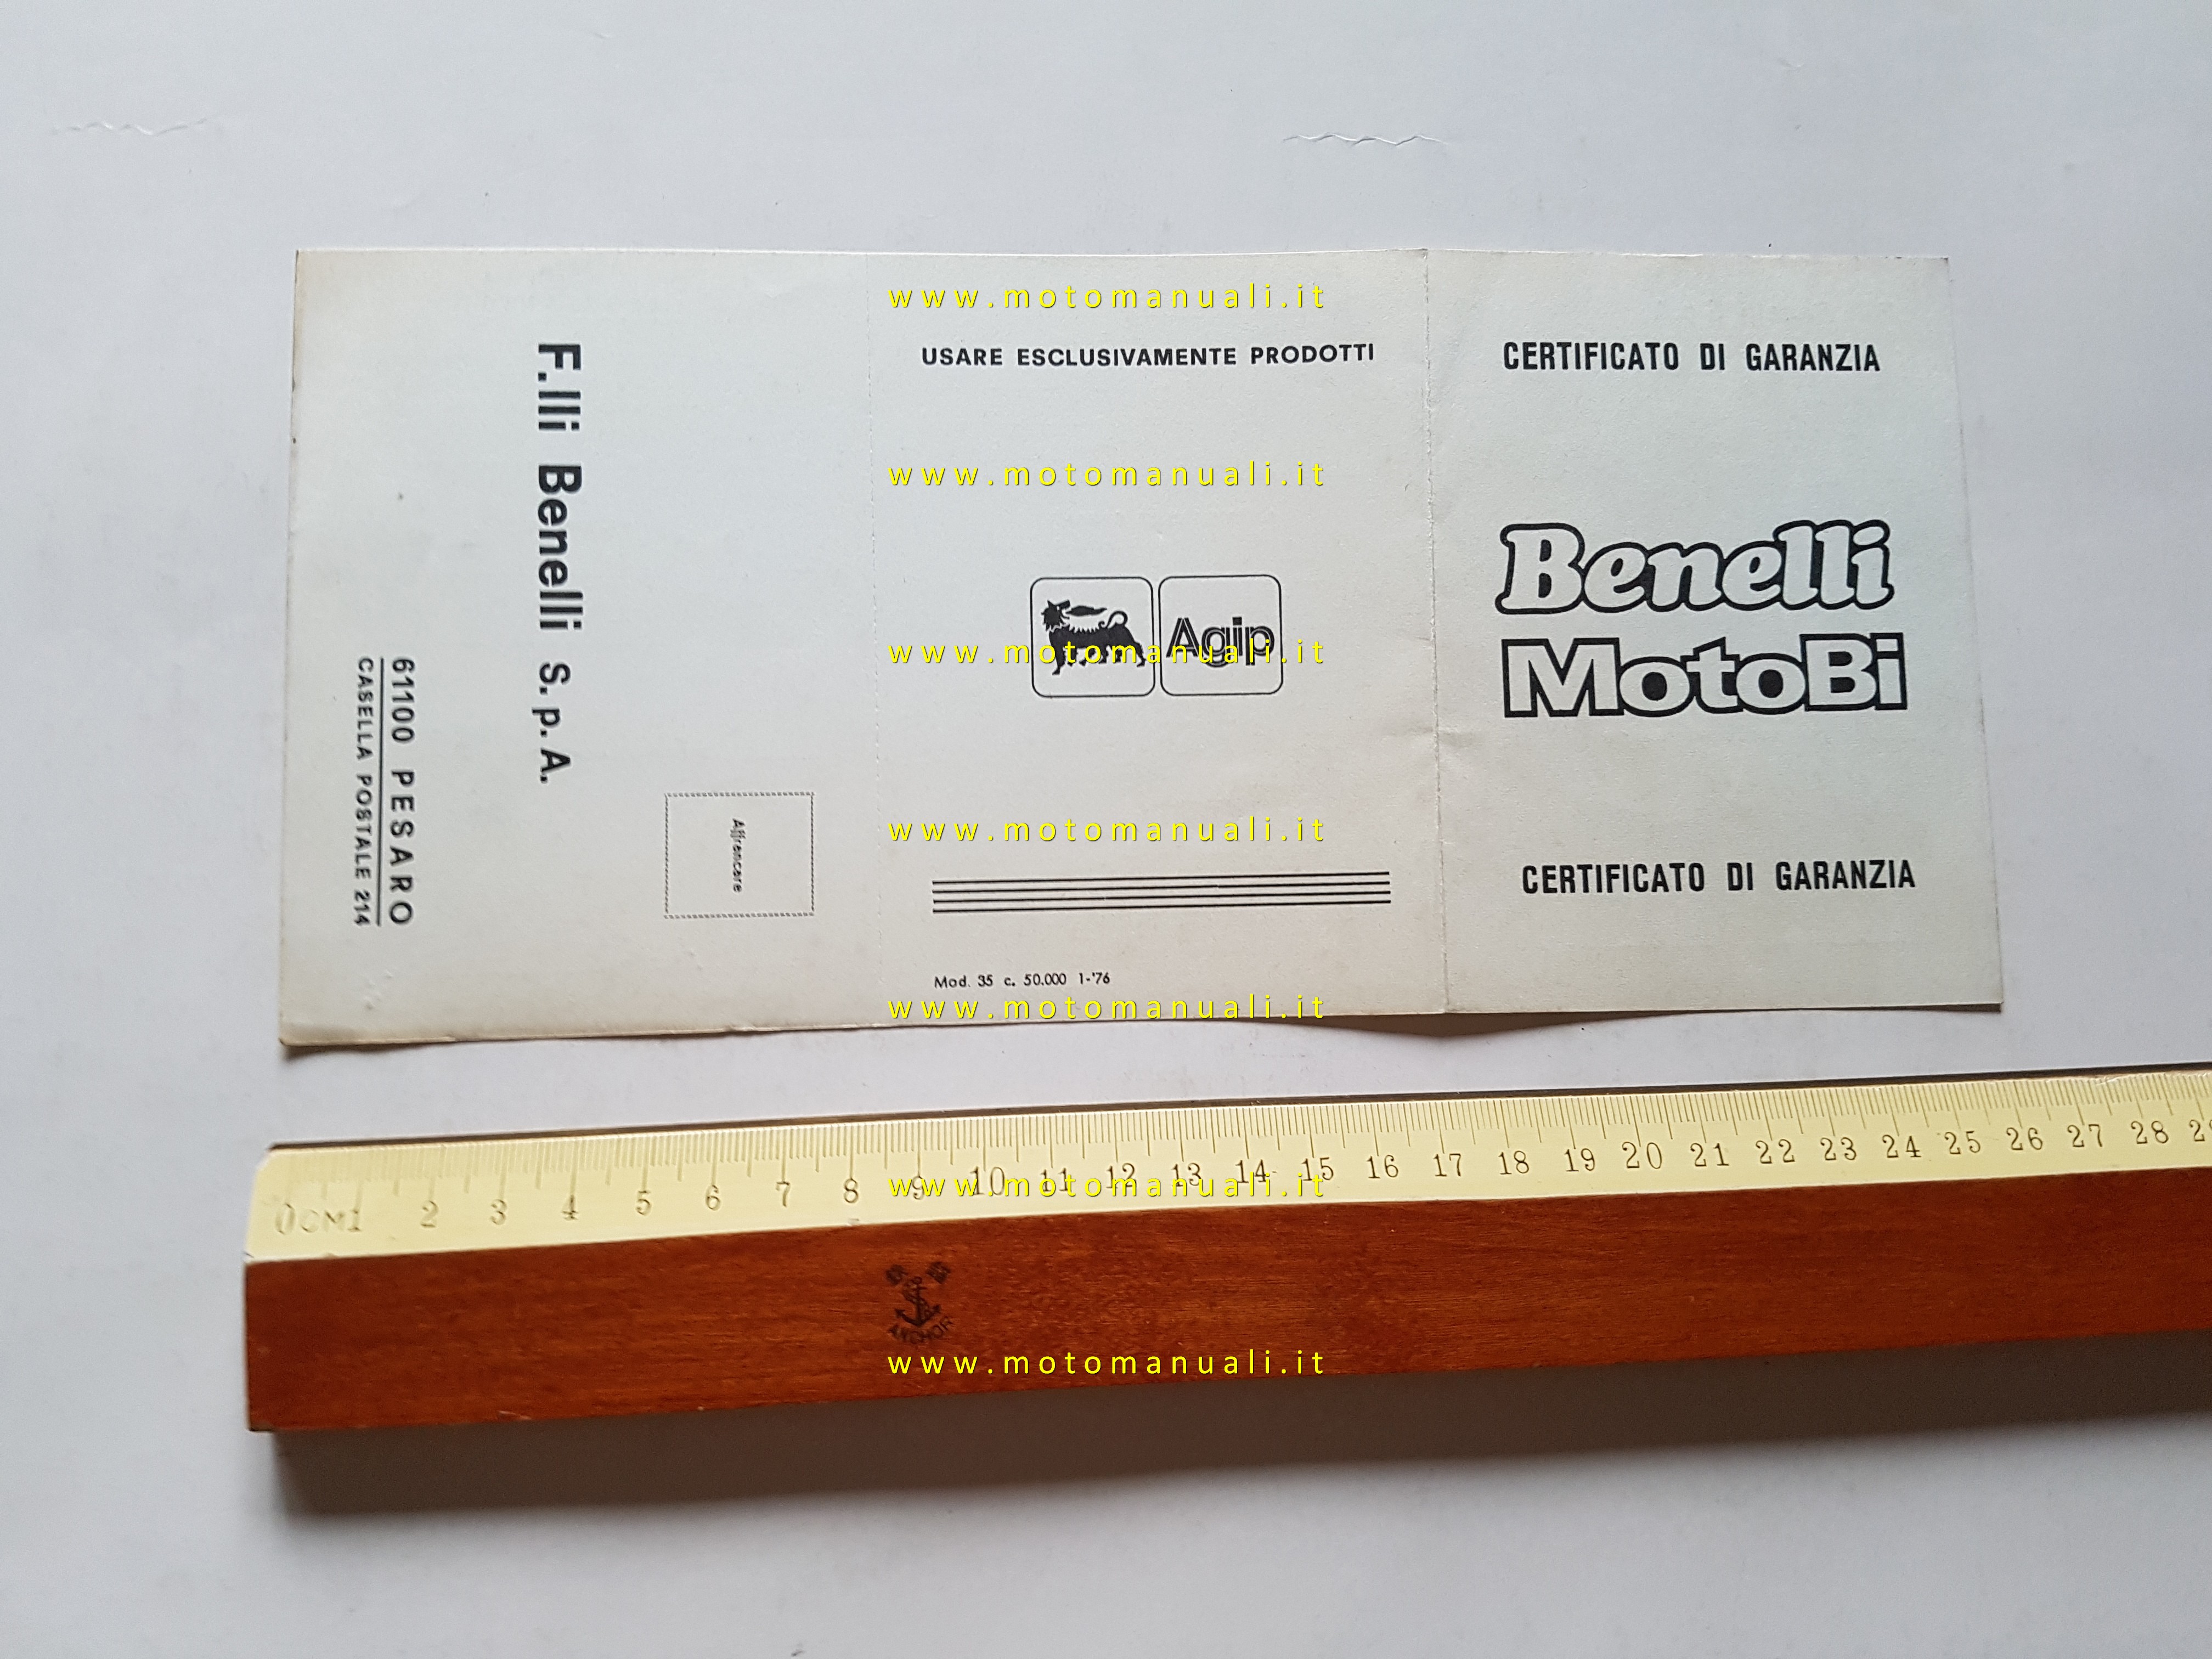 F.lli Benelli S.p.A.
61100 PESARO
CASELLA POSTALE 214
Affrancare
USARE ESCLUSIVAMENTE PRODOTTI
Agip
Mod. 35 c. 50.000 1-'76
CERTIFICATO DI GARANZIA
Benelli
MotoBi
CERTIFICATO DI GARANZIA
0CM1 2 3 4 5 6 7 8 9 10 11 12 13 14 15 16 17 18 19 20 21 22 23 24 25 26 27 28
ANCHOR
www.motomanuali.it
www.motomanuali.it
www.motomanuali.it
www.motomanuali.it
www.motomanuali.it
www.motomanuali.it
www.motomanuali.it